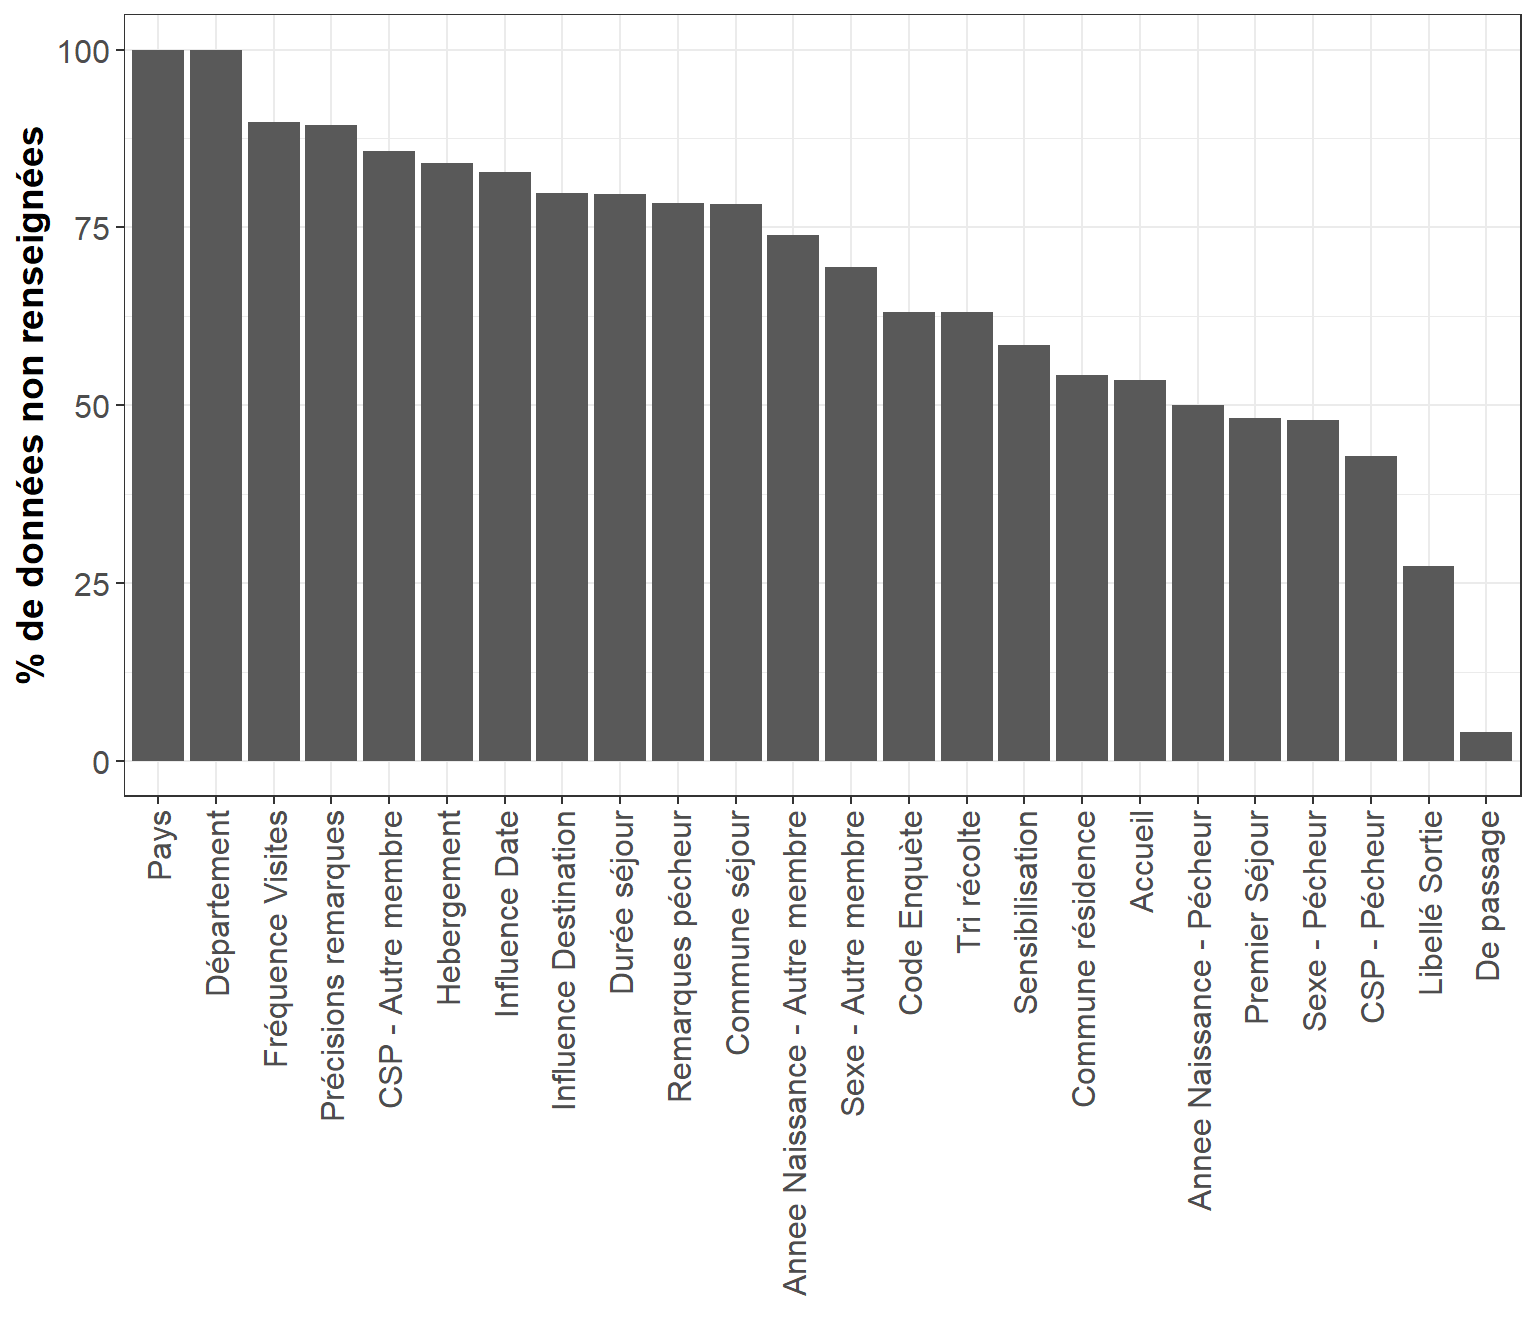 % de données non renseignées
100
75
50
25
0
Pays
Département
Fréquence Visites
Précisions remarques
CSP - Autre membre
Hebergement
Influence Date
Influence Destination
Durée séjour
Remarques pécheur
Commune séjour
Annee Naissance - Autre membre
Sexe - Autre membre
Code Enquète
Tri récolte
Sensibilisation
Commune résidence
Accueil
Annee Naissance - Pécheur
Premier Séjour
Sexe - Pécheur
CSP - Pécheur
Libellé Sortie
De passage